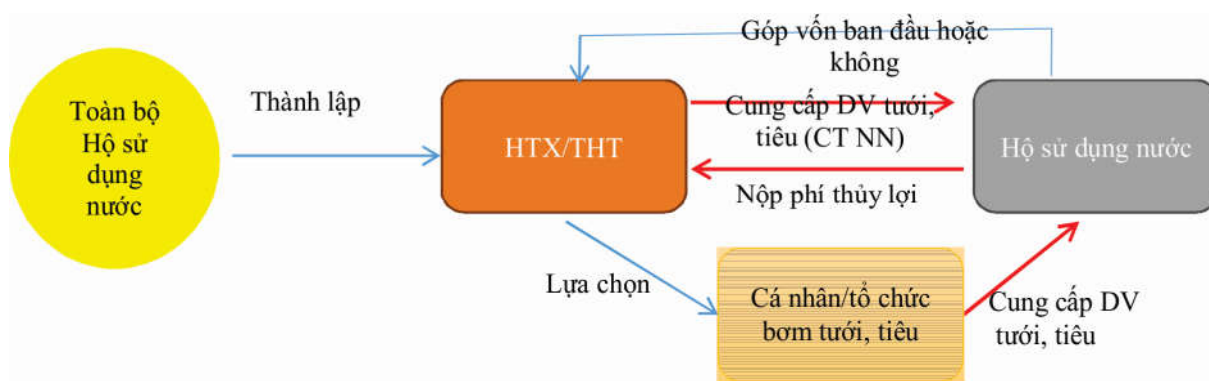 Toàn bộ
Hộ sử
dụng
nước
Thành lập
HTX/THT
Góp vốn ban đầu hoặc
không
Cung cấp DV tưới,
tiêu (CT NN)
Nộp phí thủy lợi
Hộ sử dụng nước
Lựa chọn
Cá nhân/tổ chức
bơm tưới, tiêu
Cung cấp DV
tưới, tiêu